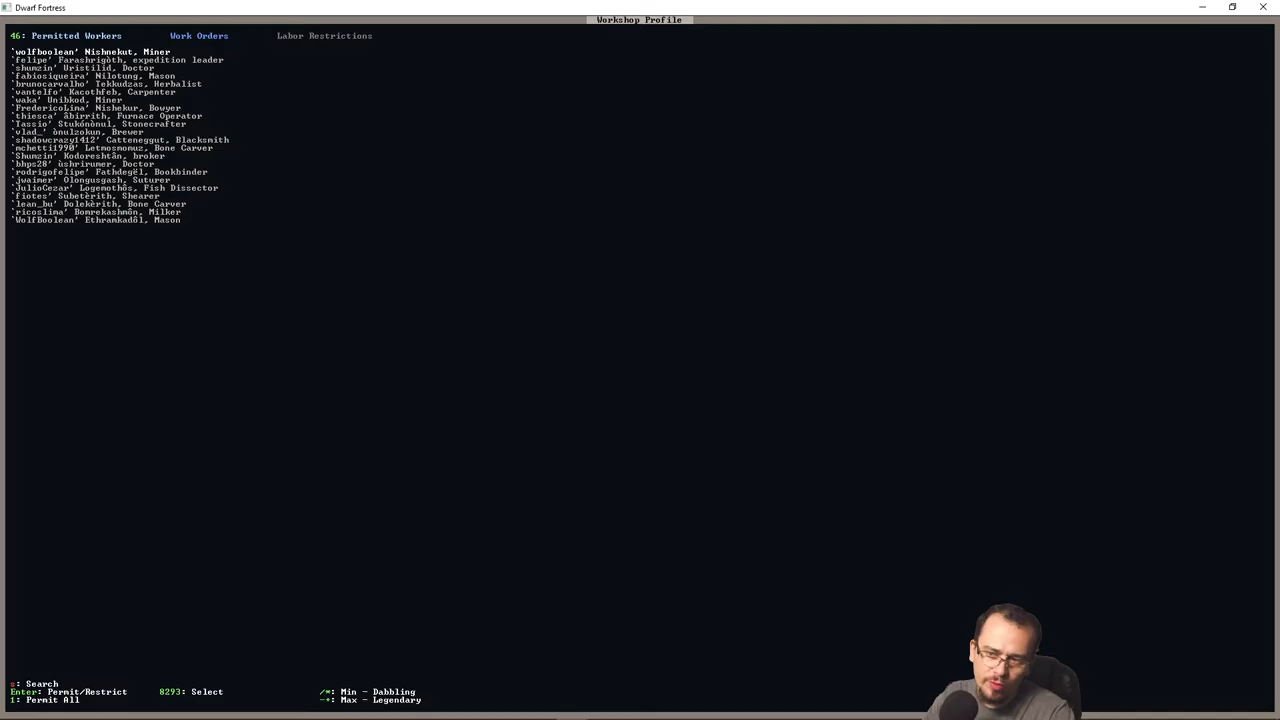 Dwarf Fortress
Workshop Profile
46: Permitted Workers Work Orders Labor Restrictions
`wolfboolean' Nishnekut, Miner
`felipe' Farashrigòth, expedition leader
`shumzin' Uristilid, Doctor
`fabiosiqueira' Nilotung, Mason
`brunocarvalho' Tekkudzas, Herbalist
`vantelfo' Kacothfeb, Carpenter
`waka' Unibkod, Miner
`FredericoLima' Nishekur, Bowyer
`thiesca' âbirrith, Furnace Operator
`Tassio' Stukónònul, Stonecrafter
`vlad_' ònulzokun, Brewer
`shadowcrazy1412' Catteneggut, Blacksmith
`mchetti1990' Letmosmomuz, Bone Carver
`Shumzin' Kodoreshtân, broker
`bhps28' ùshrirumer, Doctor
`rodrigofelipe' Fathdegël, Bookbinder
`jwaimer' Olongusgash, Suturer
`JulioCezar' Logemothôs, Fish Dissector
`fiotes' Subetèrith, Shearer
`lean_bu' Dolekèrith, Bone Carver
`ricoslima' Bomrekashmôn, Milker
`WolfBoolean' Ethramkadôl, Mason
s: Search
Enter: Permit/Restrict 8293: Select /*: Min - Dabbling
1: Permit All -+: Max - Legendary